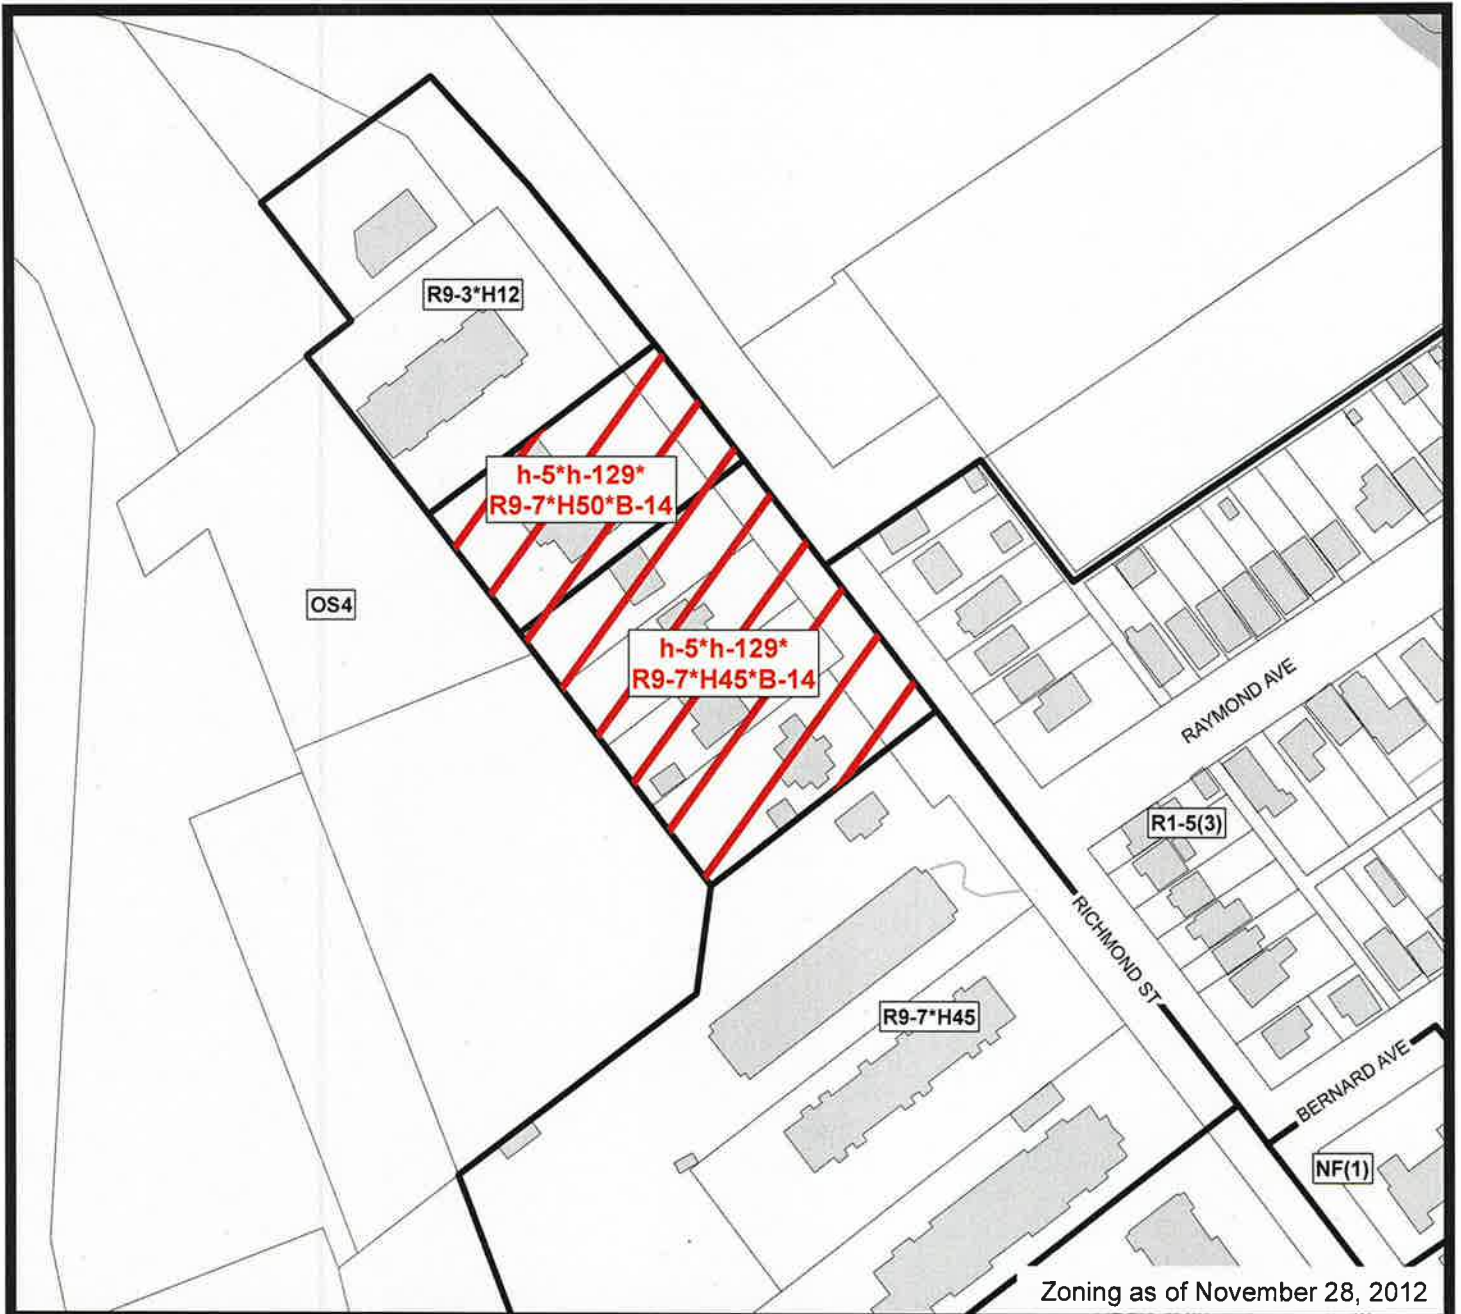 R9-3*H12
h-5*h-129*
R9-7*H50*B-14
OS4
h-5*h-129*
R9-7*H45*B-14
RAYMOND AVE
R1-5(3)
RICHMOND ST
R9-7*H45
BERNARD AVE
NF(1)
Zoning as of November 28, 2012